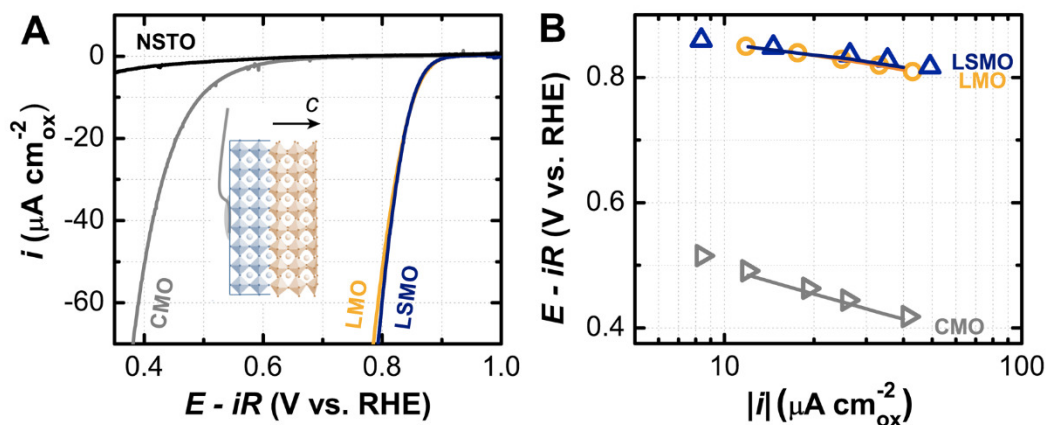 A
NSTO
0
-20
-40
-60
i (μA cm⁻²ₒₓ)
C
CMO
LMO
LSMO
0.4
0.6
0.8
1.0
E - iR (V vs. RHE)
B
0.8
0.6
0.4
E - iR (V vs. RHE)
LSMO
LMO
CMO
10
100
|i| (μA cm⁻²ₒₓ)